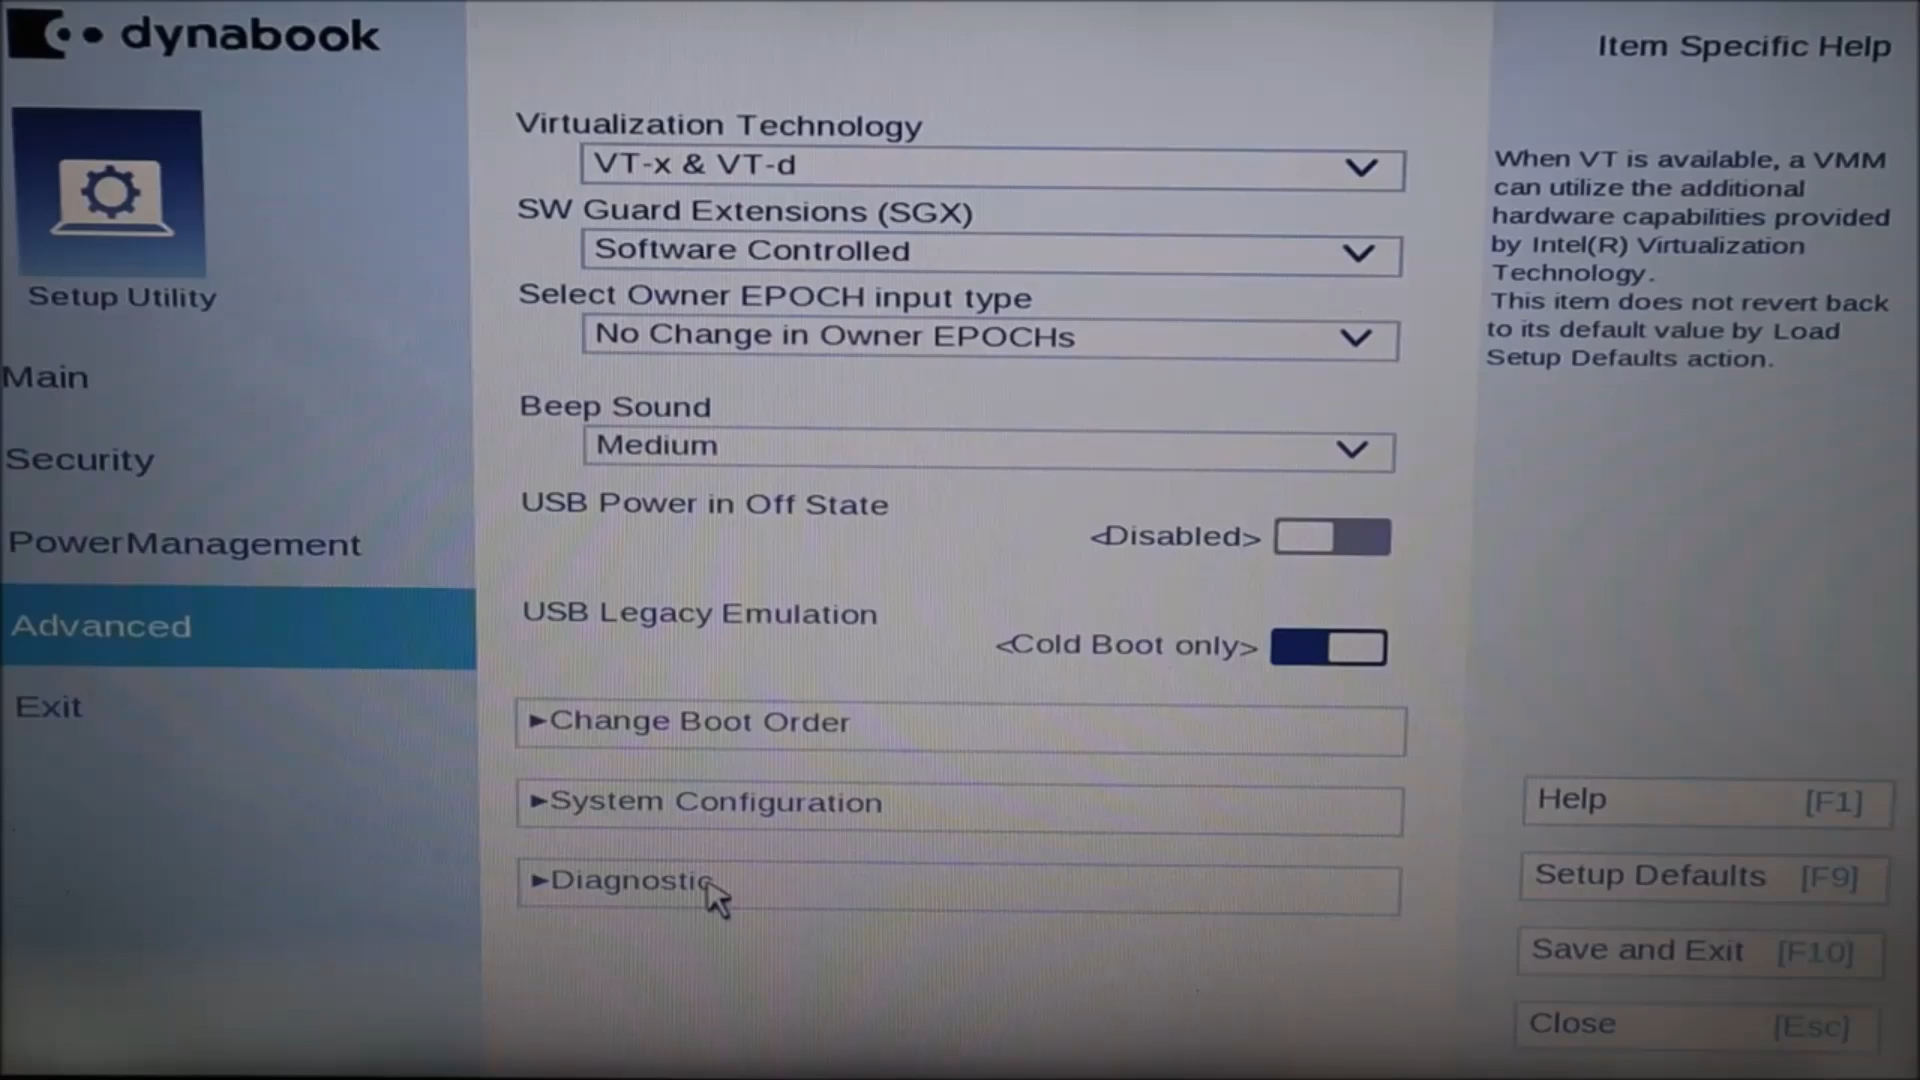 dynabook
Setup Utility
Main
Security
PowerManagement
Advanced
Exit
Virtualization Technology
VT-x & VT-d
SW Guard Extensions (SGX)
Software Controlled
Select Owner EPOCH input type
No Change in Owner EPOCHs
Beep Sound
Medium
USB Power in Off State
<Disabled>
USB Legacy Emulation
<Cold Boot only>
►Change Boot Order
►System Configuration
►Diagnostic
Item Specific Help
When VT is available, a VMM
can utilize the additional
hardware capabilities provided
by Intel(R) Virtualization
Technology.
This item does not revert back
to its default value by Load
Setup Defaults action.
Help [F1]
Setup Defaults [F9]
Save and Exit [F10]
Close [Esc]